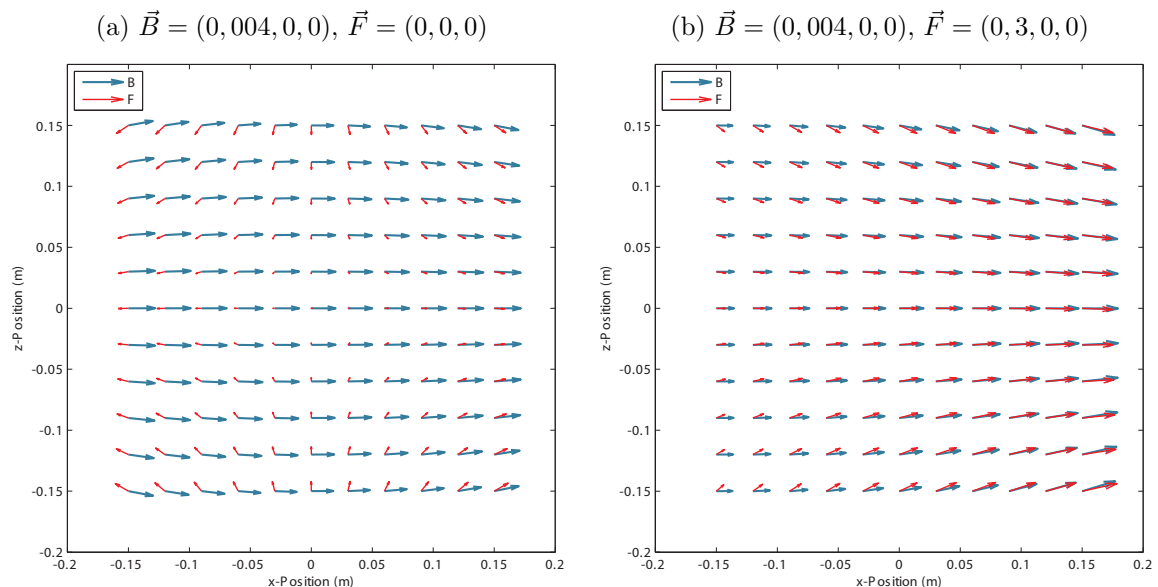 (a) $\vec{B} = (0,004,0,0)$, $\vec{F} = (0,0,0)$
B
F
0.15
0.1
0.05
0
-0.05
-0.1
-0.15
-0.2
z-Position (m)
-0.2 -0.15 -0.1 -0.05 0 0.05 0.1 0.15 0.2
x-Position (m)
(b) $\vec{B} = (0,004,0,0)$, $\vec{F} = (0,3,0,0)$
B
F
0.15
0.1
0.05
0
-0.05
-0.1
-0.15
-0.2
z-Position (m)
-0.2 -0.15 -0.1 -0.05 0 0.05 0.1 0.15 0.2
x-Position (m)